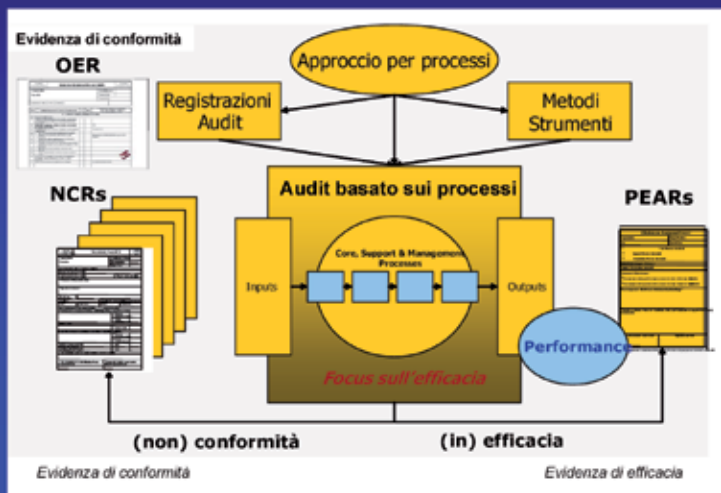 Evidenza di conformità
OER
Approccio per processi
Registrazioni
Audit
Metodi
Strumenti
Audit basato sui processi
NCRs
PEARs
Core, Support & Management
Processes
Inputs
Outputs
Performance
Focus sull'efficacia
(non) conformità
(in) efficacia
Evidenza di conformità
Evidenza di efficacia